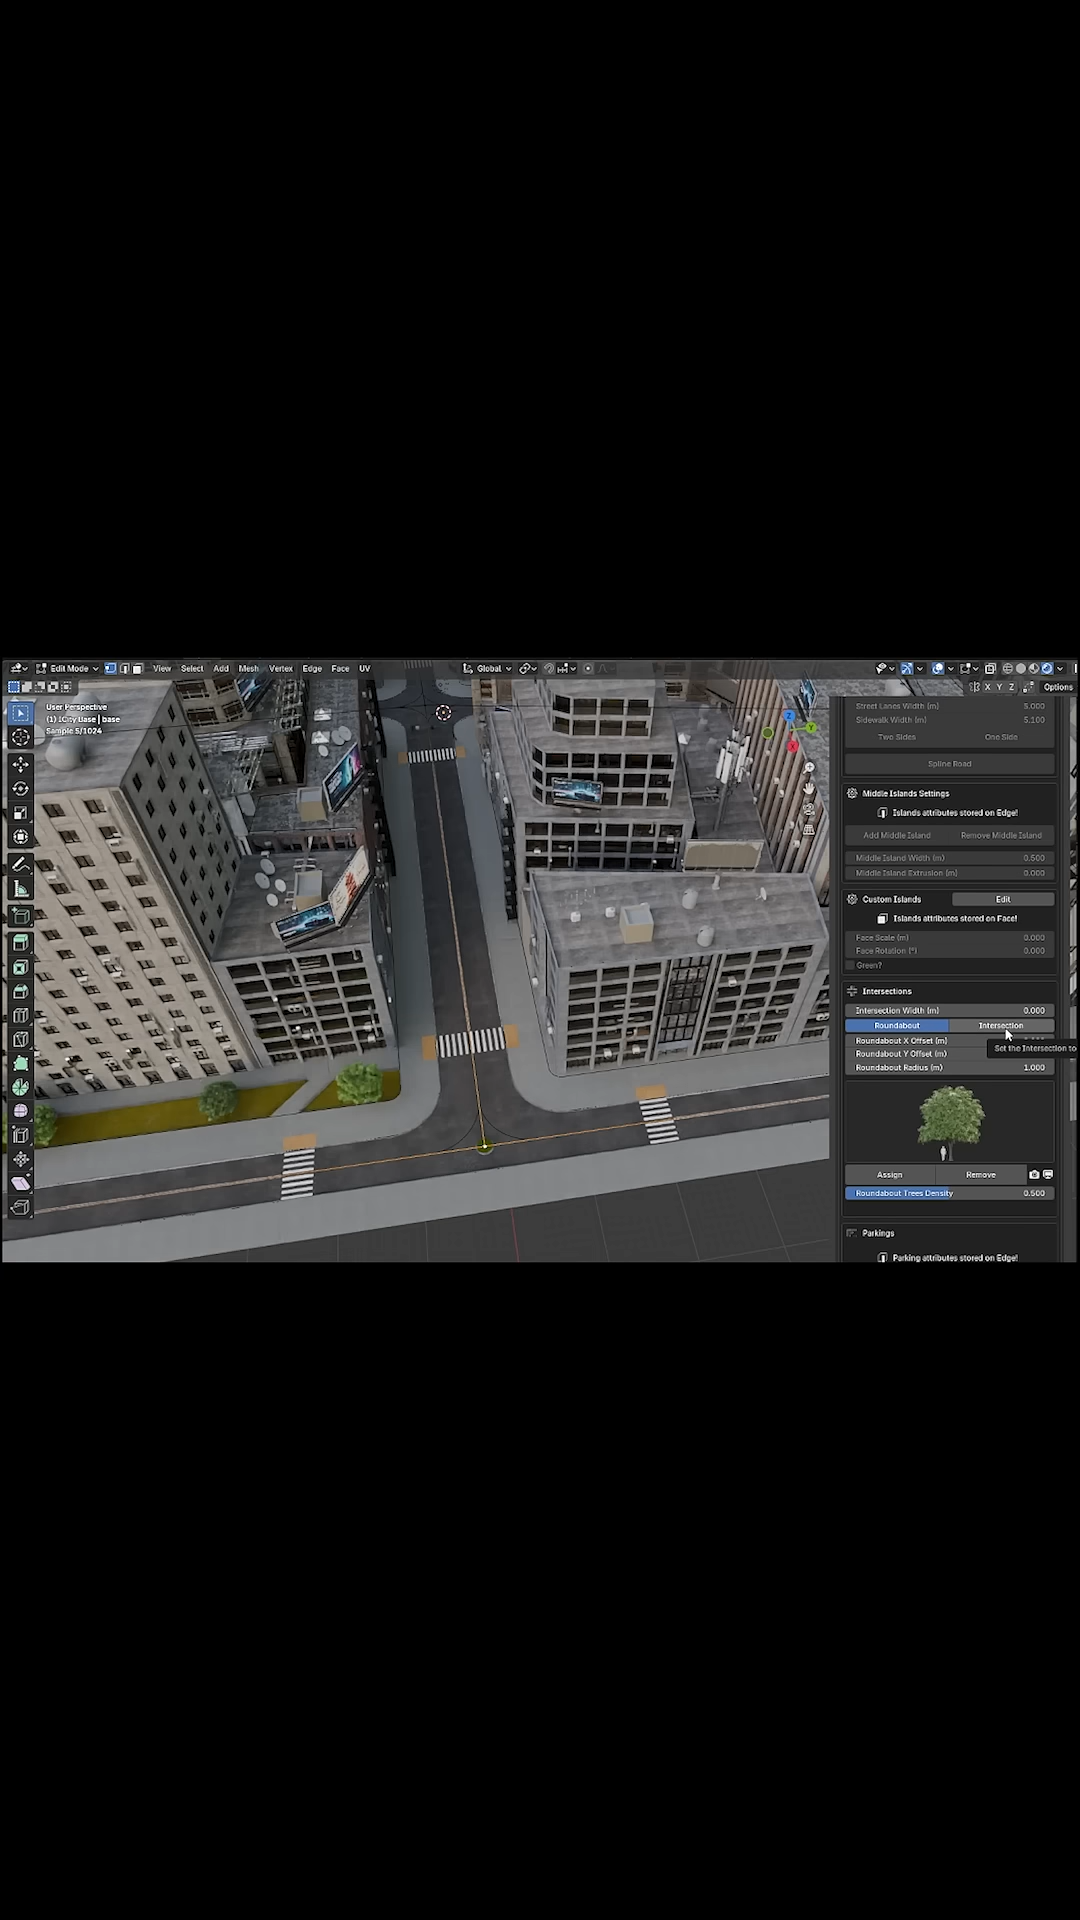 Edit Mode View Select Add Mesh Vertex Edge Face UV Global
X Y Z Options
User Perspective
(1) ICity Base | base
Sample 5/1024
Street Lanes Width (m) 5.000
Sidewalk Width (m) 5.100
Two Sides One Side
Spline Road
Middle Islands Settings
Islands attributes stored on Edge!
Add Middle Island Remove Middle Island
Middle Island Width (m) 0.500
Middle Island Extrusion (m) 0.000
Custom Islands Edit
Islands attributes stored on Face!
Face Scale (m) 0.000
Face Rotation (°) 0.000
Green?
Intersections
Intersection Width (m) 0.000
Roundabout Intersection
Roundabout X Offset (m)
Set the Intersection to
Roundabout Y Offset (m)
Roundabout Radius (m) 1.000
Assign Remove
Roundabout Trees Density 0.500
Parkings
Parking attributes stored on Edge!